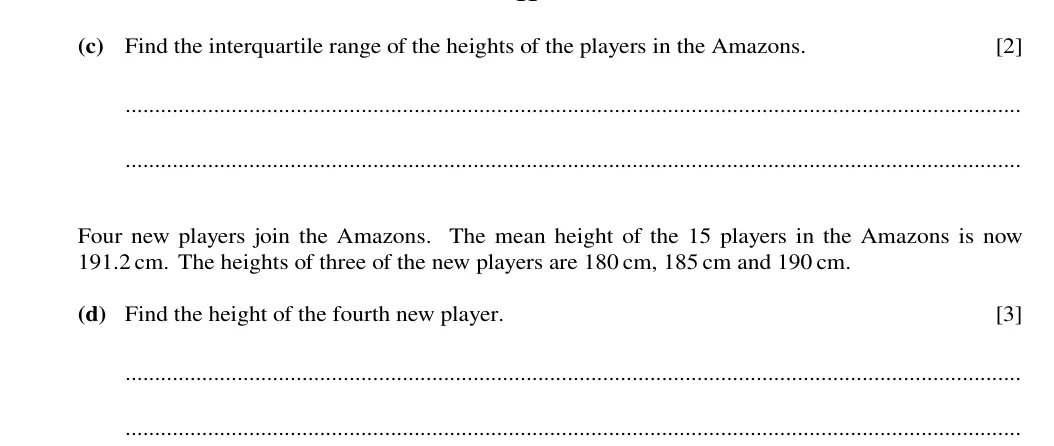 (c) Find the interquartile range of the heights of the players in the Amazons. [2]
Four new players join the Amazons. The mean height of the 15 players in the Amazons is now
191.2 cm. The heights of three of the new players are 180 cm, 185 cm and 190 cm.
(d) Find the height of the fourth new player. [3]